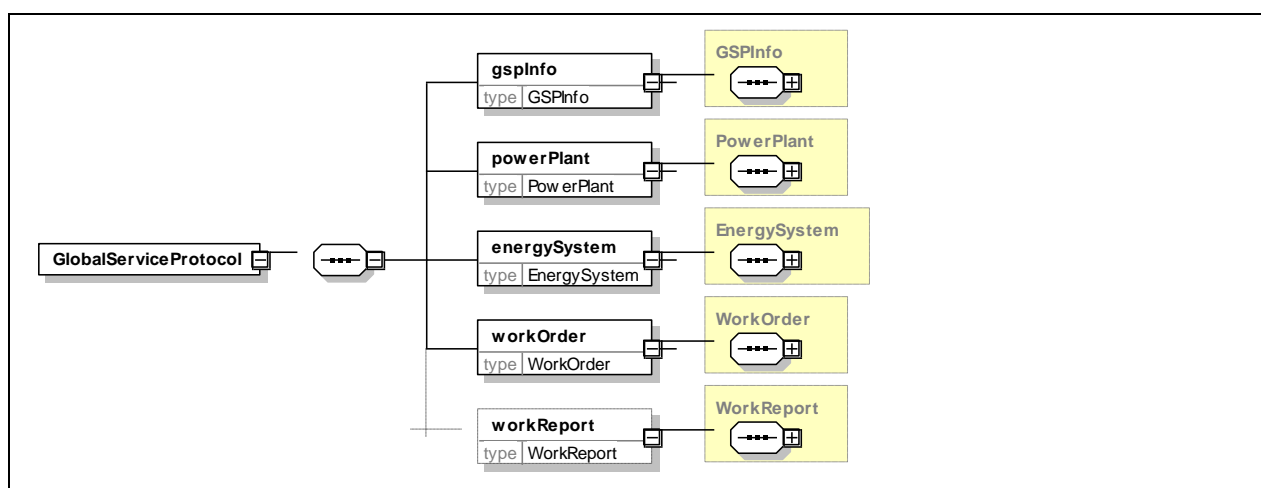 GSPInfo
gspInfo
type GSPInfo
PowerPlant
powerPlant
type PowerPlant
EnergySystem
energySystem
GlobalServiceProtocol
type EnergySystem
WorkOrder
workOrder
type WorkOrder
WorkReport
workReport
type WorkReport